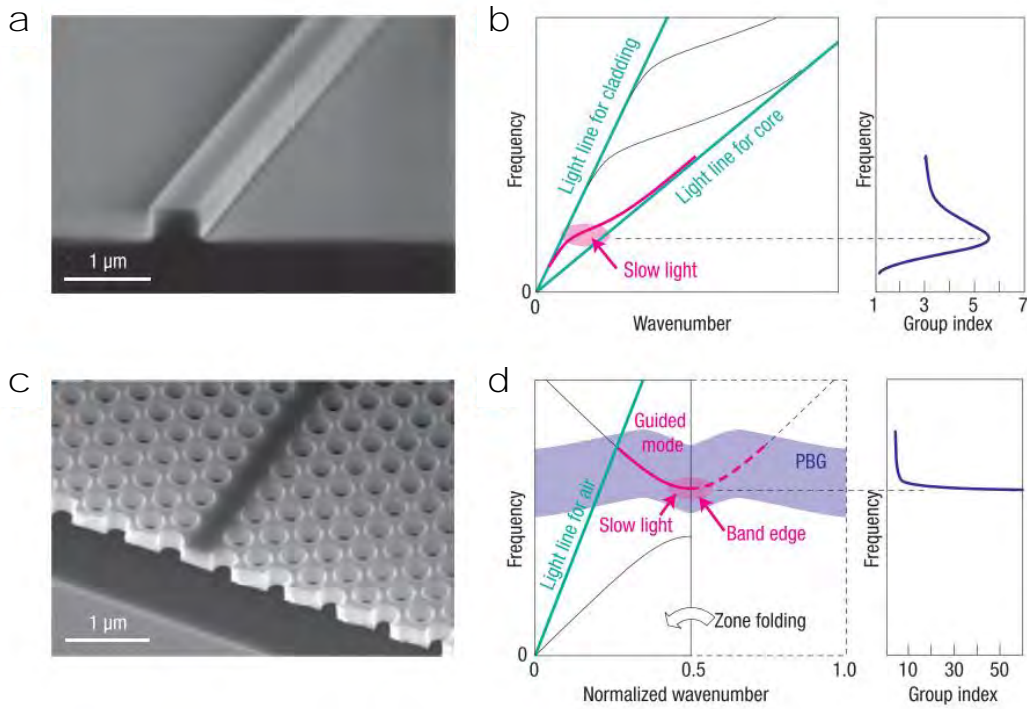 a
1 µm
b
Frequency
Light line for cladding
Light line for core
Slow light
0
0
Wavenumber
Frequency
1 3 5 7
Group index
c
1 µm
d
Frequency
Guided
mode
PBG
Light line for air
Slow light
Band edge
Zone folding
0
0 0.5 1.0
Normalized wavenumber
Frequency
10 30 50
Group index